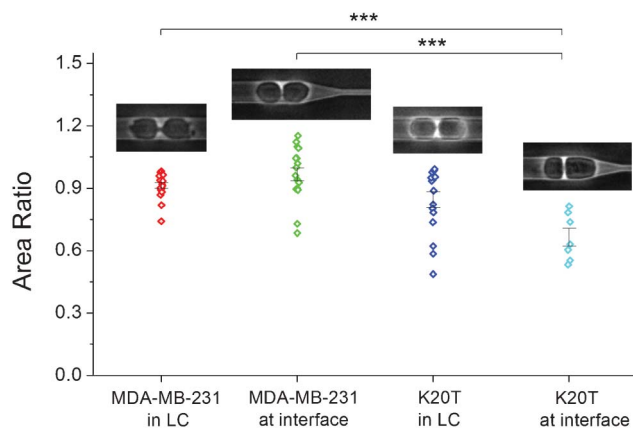 ***
***
1.5
1.2
0.9
0.6
0.3
0.0
Area Ratio
MDA-MB-231
in LC
MDA-MB-231
at interface
K20T
in LC
K20T
at interface